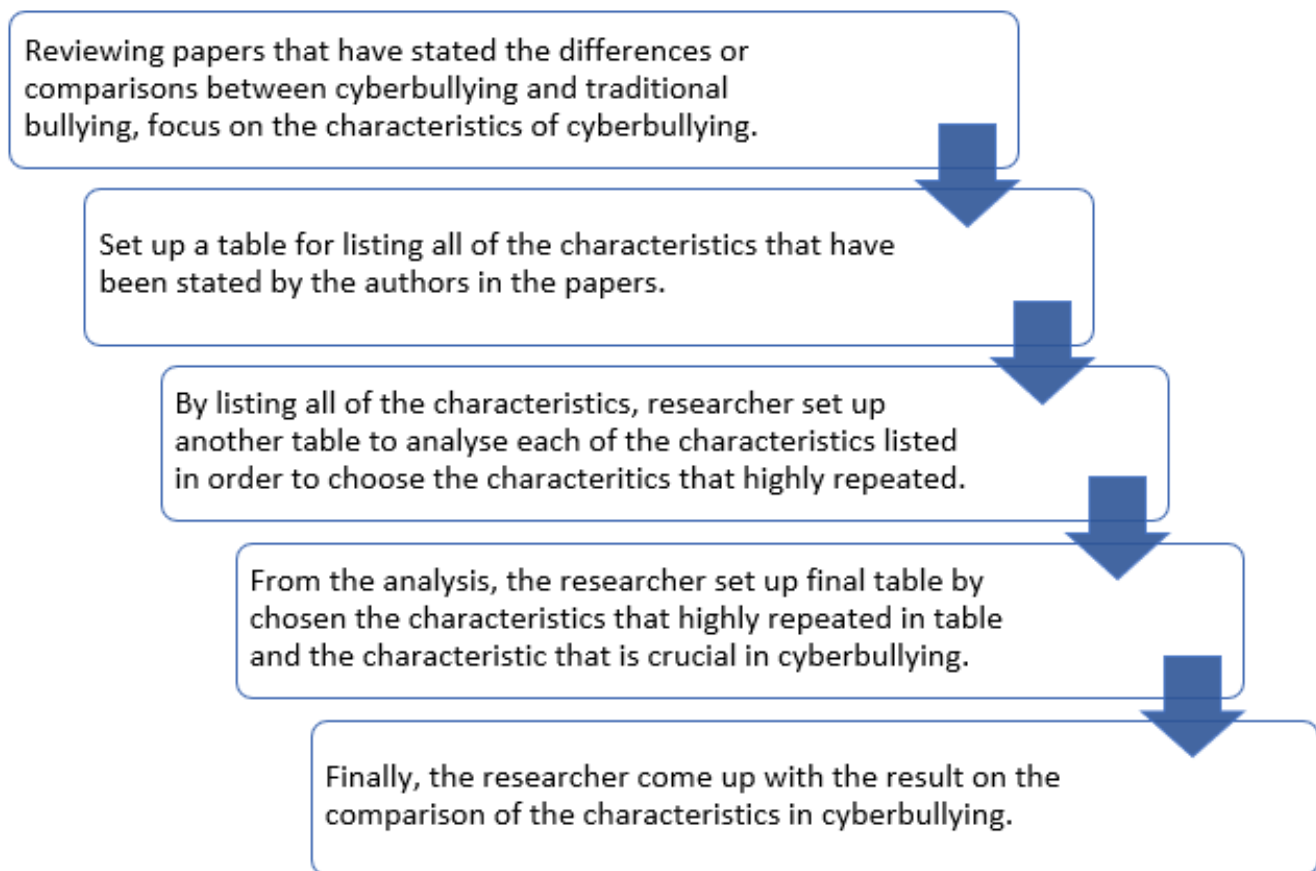 Reviewing papers that have stated the differences or
comparisons between cyberbullying and traditional
bullying, focus on the characteristics of cyberbullying.
Set up a table for listing all of the characteristics that have
been stated by the authors in the papers.
By listing all of the characteristics, researcher set up
another table to analyse each of the characteristics listed
in order to choose the characteritics that highly repeated.
From the analysis, the researcher set up final table by
chosen the characteristics that highly repeated in table
and the characteristic that is crucial in cyberbullying.
Finally, the researcher come up with the result on the
comparison of the characteristics in cyberbullying.